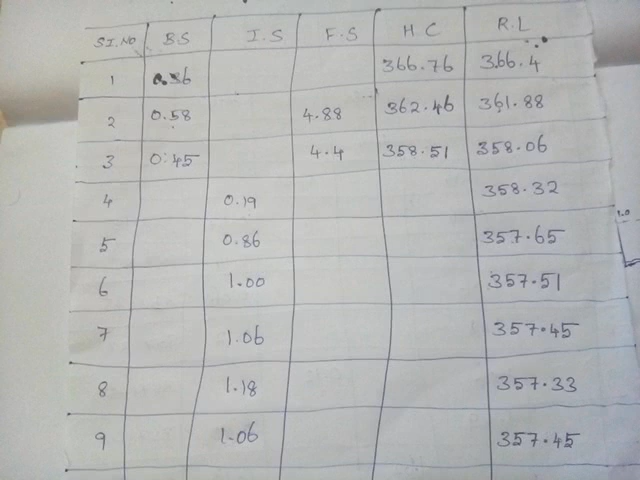 SI.NO B.S I.S F.S H.C R.L
1 0.36 366.76 366.4
2 0.58 4.88 362.46 361.88
3 0.45 4.4 358.51 358.06
4 0.19 358.32
5 0.86 357.65
6 1.00 357.51
7 1.06 357.45
8 1.18 357.33
9 1.06 357.45